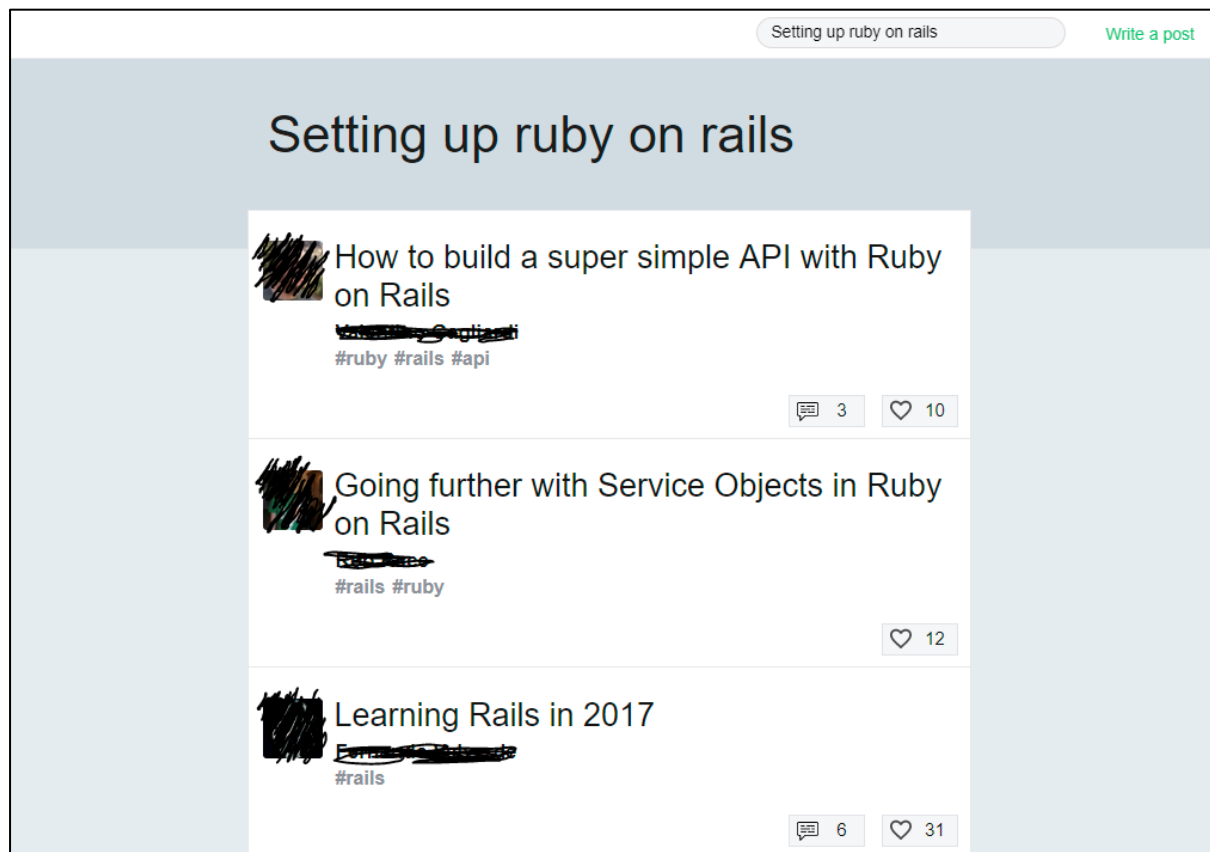 Setting up ruby on rails
Write a post
Setting up ruby on rails
How to build a super simple API with Ruby
on Rails
#ruby #rails #api
3
10
Going further with Service Objects in Ruby
on Rails
#rails #ruby
12
Learning Rails in 2017
#rails
6
31